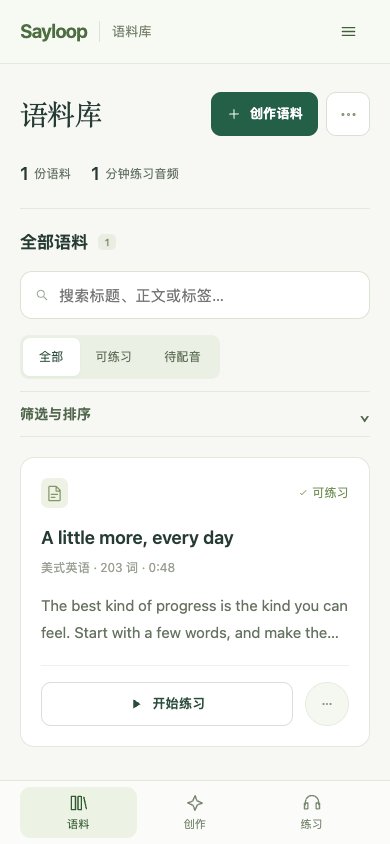 Sayloop 语料库
语料库
+ 创作语料 ...
1 份语料 1 分钟练习音频
全部语料 1
搜索标题、正文或标签...
全部 可练习 待配音
筛选与排序
✓ 可练习
A little more, every day
美式英语 · 203 词 · 0:48
The best kind of progress is the kind you can
feel. Start with a few words, and make the...
开始练习 ...
语料 创作 练习